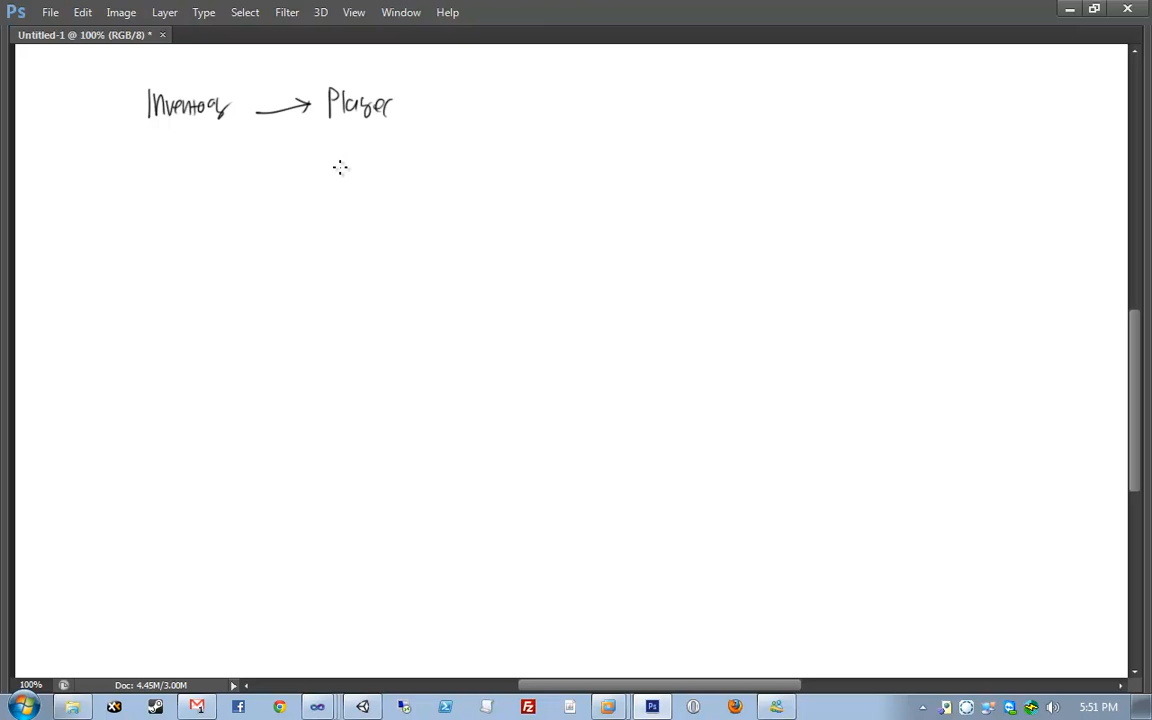 Ps File Edit Image Layer Type Select Filter 3D View Window Help
Untitled-1 @ 100% (RGB/8) * ×
Inventory → Player
100% Doc: 4.45M/3.00M
5:51 PM